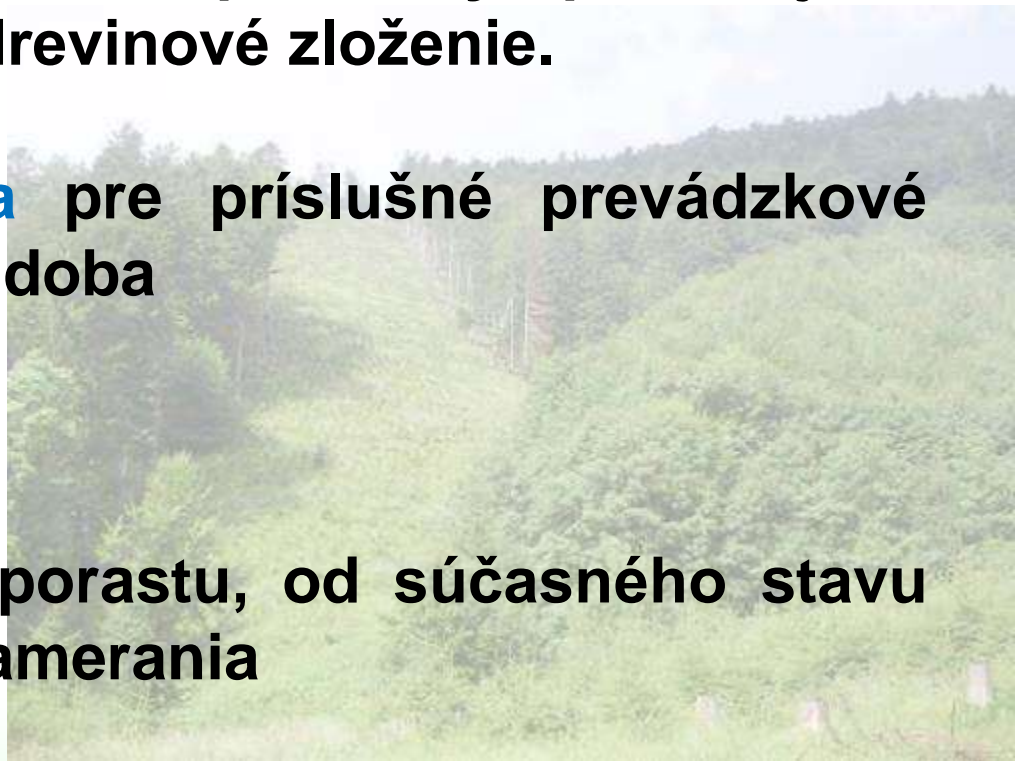 drevinové zloženie.
pre príslušné prevádzkové
doba
porastu, od súčasného stavu
amerania